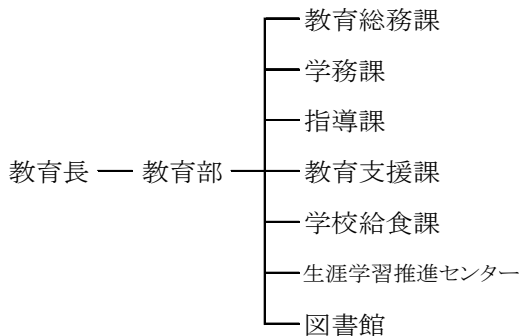 教育総務課
学務課
指導課
教育長
教育部
教育支援課
学校給食課
生涯学習推進センター
図書館